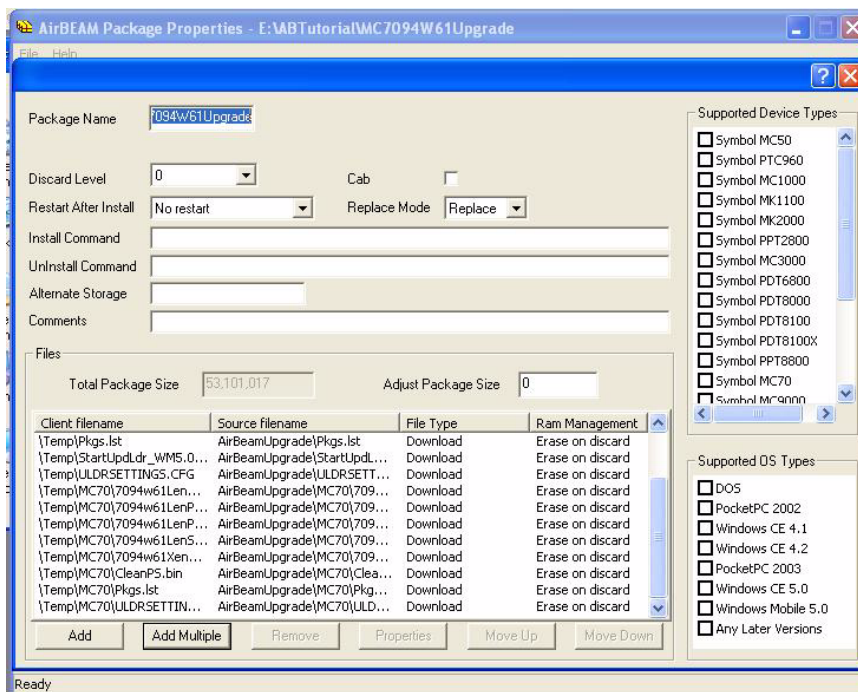 AirBEAM Package Properties - E:\ABTutorial\MC7094W61Upgrade
File Help
Package Name 7094W61Upgrade
Discard Level 0 Cab
Restart After Install No restart Replace Mode Replace
Install Command
UnInstall Command
Alternate Storage
Comments
Files
Total Package Size 53,101,017 Adjust Package Size 0
Client filename Source filename File Type Ram Management
\Temp\Pkgs.lst AirBeamUpgrade\Pkgs.lst Download Erase on discard
\Temp\StartUpdLdr_WM5.0... AirBeamUpgrade\StartUpdL... Download Erase on discard
\Temp\ULDRSETTINGS.CFG AirBeamUpgrade\ULDRSETT... Download Erase on discard
\Temp\MC70\7094w61Len... AirBeamUpgrade\MC70\709... Download Erase on discard
\Temp\MC70\7094w61LenP... AirBeamUpgrade\MC70\709... Download Erase on discard
\Temp\MC70\7094w61LenP... AirBeamUpgrade\MC70\709... Download Erase on discard
\Temp\MC70\7094w61LenS... AirBeamUpgrade\MC70\709... Download Erase on discard
\Temp\MC70\7094w61Xen... AirBeamUpgrade\MC70\709... Download Erase on discard
\Temp\MC70\CleanPS.bin AirBeamUpgrade\MC70\Clea... Download Erase on discard
\Temp\MC70\Pkgs.lst AirBeamUpgrade\MC70\Pkg... Download Erase on discard
\Temp\MC70\ULDRSETTIN... AirBeamUpgrade\MC70\ULD... Download Erase on discard
Add Add Multiple Remove Properties Move Up Move Down
Supported Device Types
Symbol MC50
Symbol PTC960
Symbol MC1000
Symbol MK1100
Symbol MK2000
Symbol PPT2800
Symbol MC3000
Symbol PDT6800
Symbol PDT8000
Symbol PDT8100
Symbol PDT8100X
Symbol PPT8800
Symbol MC70
Symbol MC9000
Supported OS Types
DOS
PocketPC 2002
Windows CE 4.1
Windows CE 4.2
PocketPC 2003
Windows CE 5.0
Windows Mobile 5.0
Any Later Versions
Ready